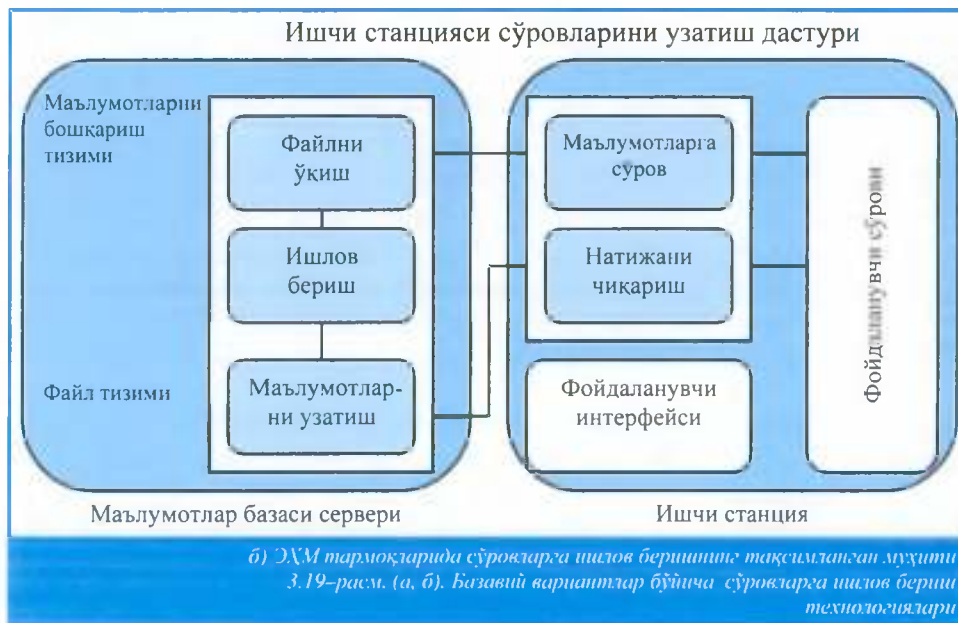 Ишчи станцияси сўровларини узатиш дастури
Маълумотларни
бошқариш
тизими
Файлни
ўқиш
Ишлов
бериш
Файл тизими
Маълумотлар-
ни узатиш
Маълумотларга
сўров
Натижани
чиқариш
Фойдаланувчи
интерфейси
Фойдаланувчи сўрови
Маълумотлар базаси сервери
Ишчи станция
б) ЭҲМ тармоқларида сўровларга ишлов беришнинг тақсимланган муҳити
3.19–расм. (а, б). Базавий вариантлар бўйича сўровларга ишлов бериш
технологиялари